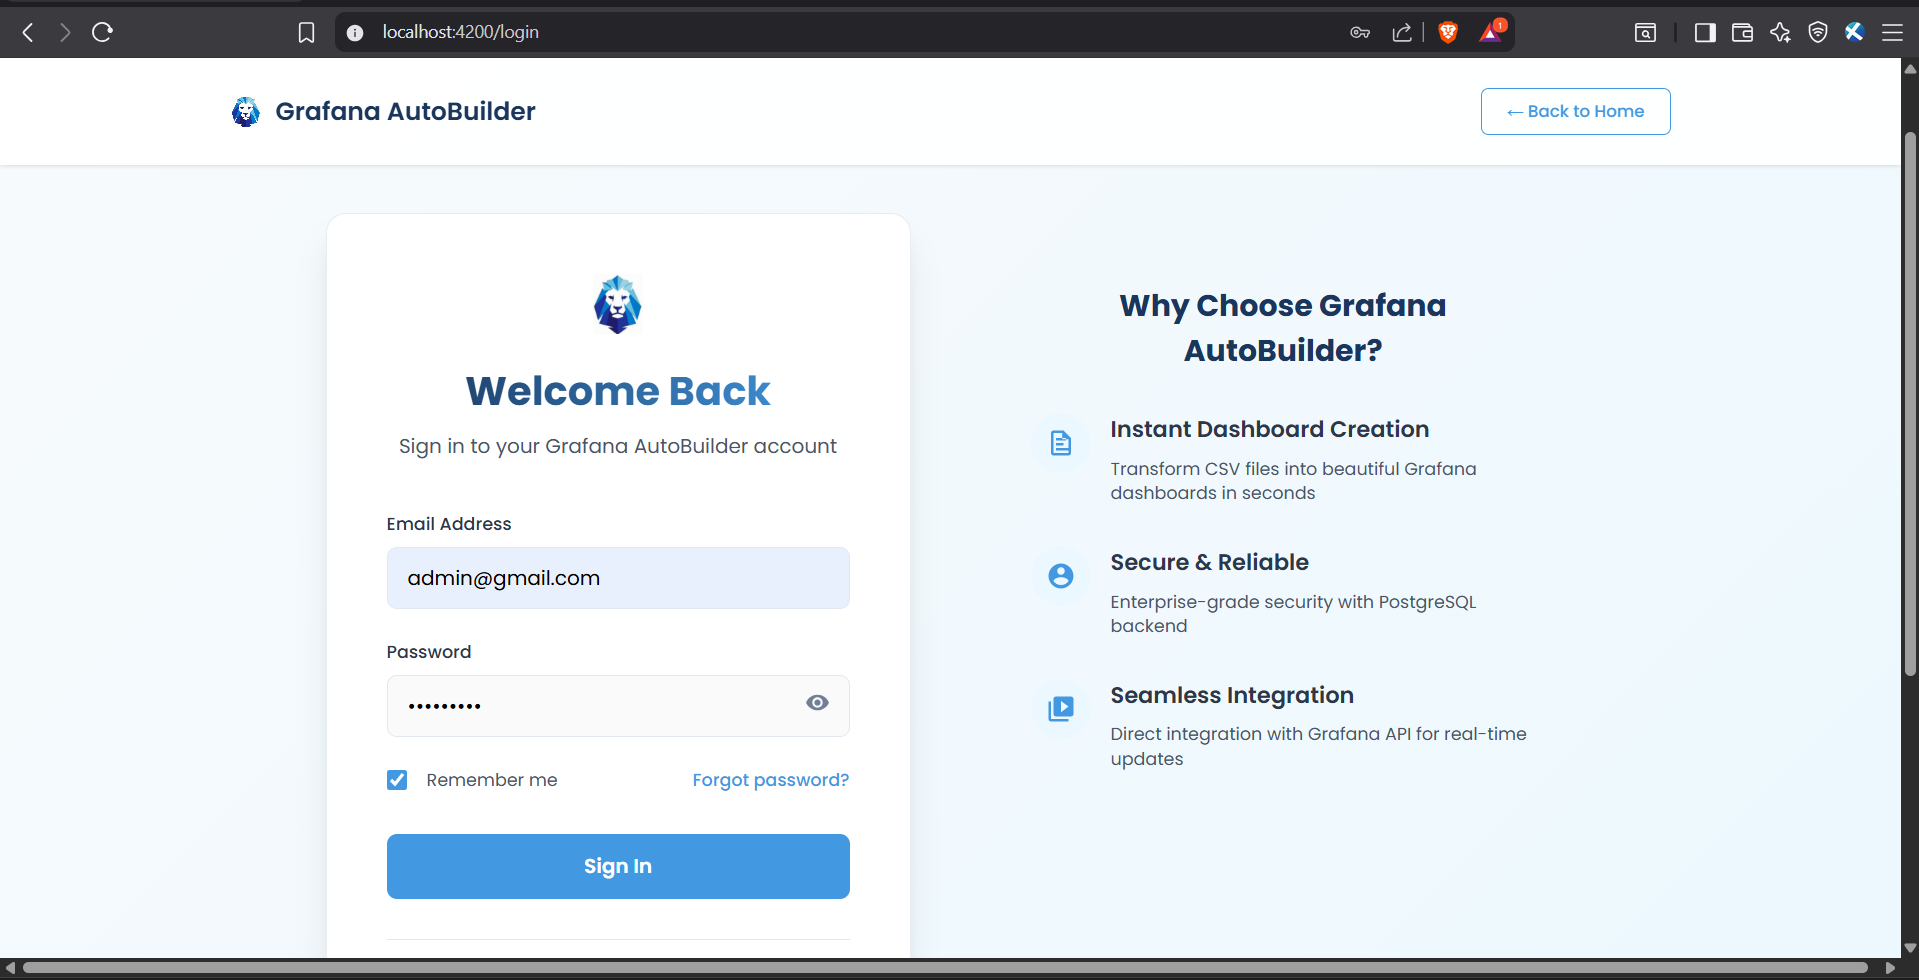 localhost:4200/login
1
Grafana AutoBuilder
← Back to Home
Welcome Back
Sign in to your Grafana AutoBuilder account
Email Address
admin@gmail.com
Password
•••••••••
Remember me
Forgot password?
Sign In
Why Choose Grafana
AutoBuilder?
Instant Dashboard Creation
Transform CSV files into beautiful Grafana
dashboards in seconds
Secure & Reliable
Enterprise-grade security with PostgreSQL
backend
Seamless Integration
Direct integration with Grafana API for real-time
updates